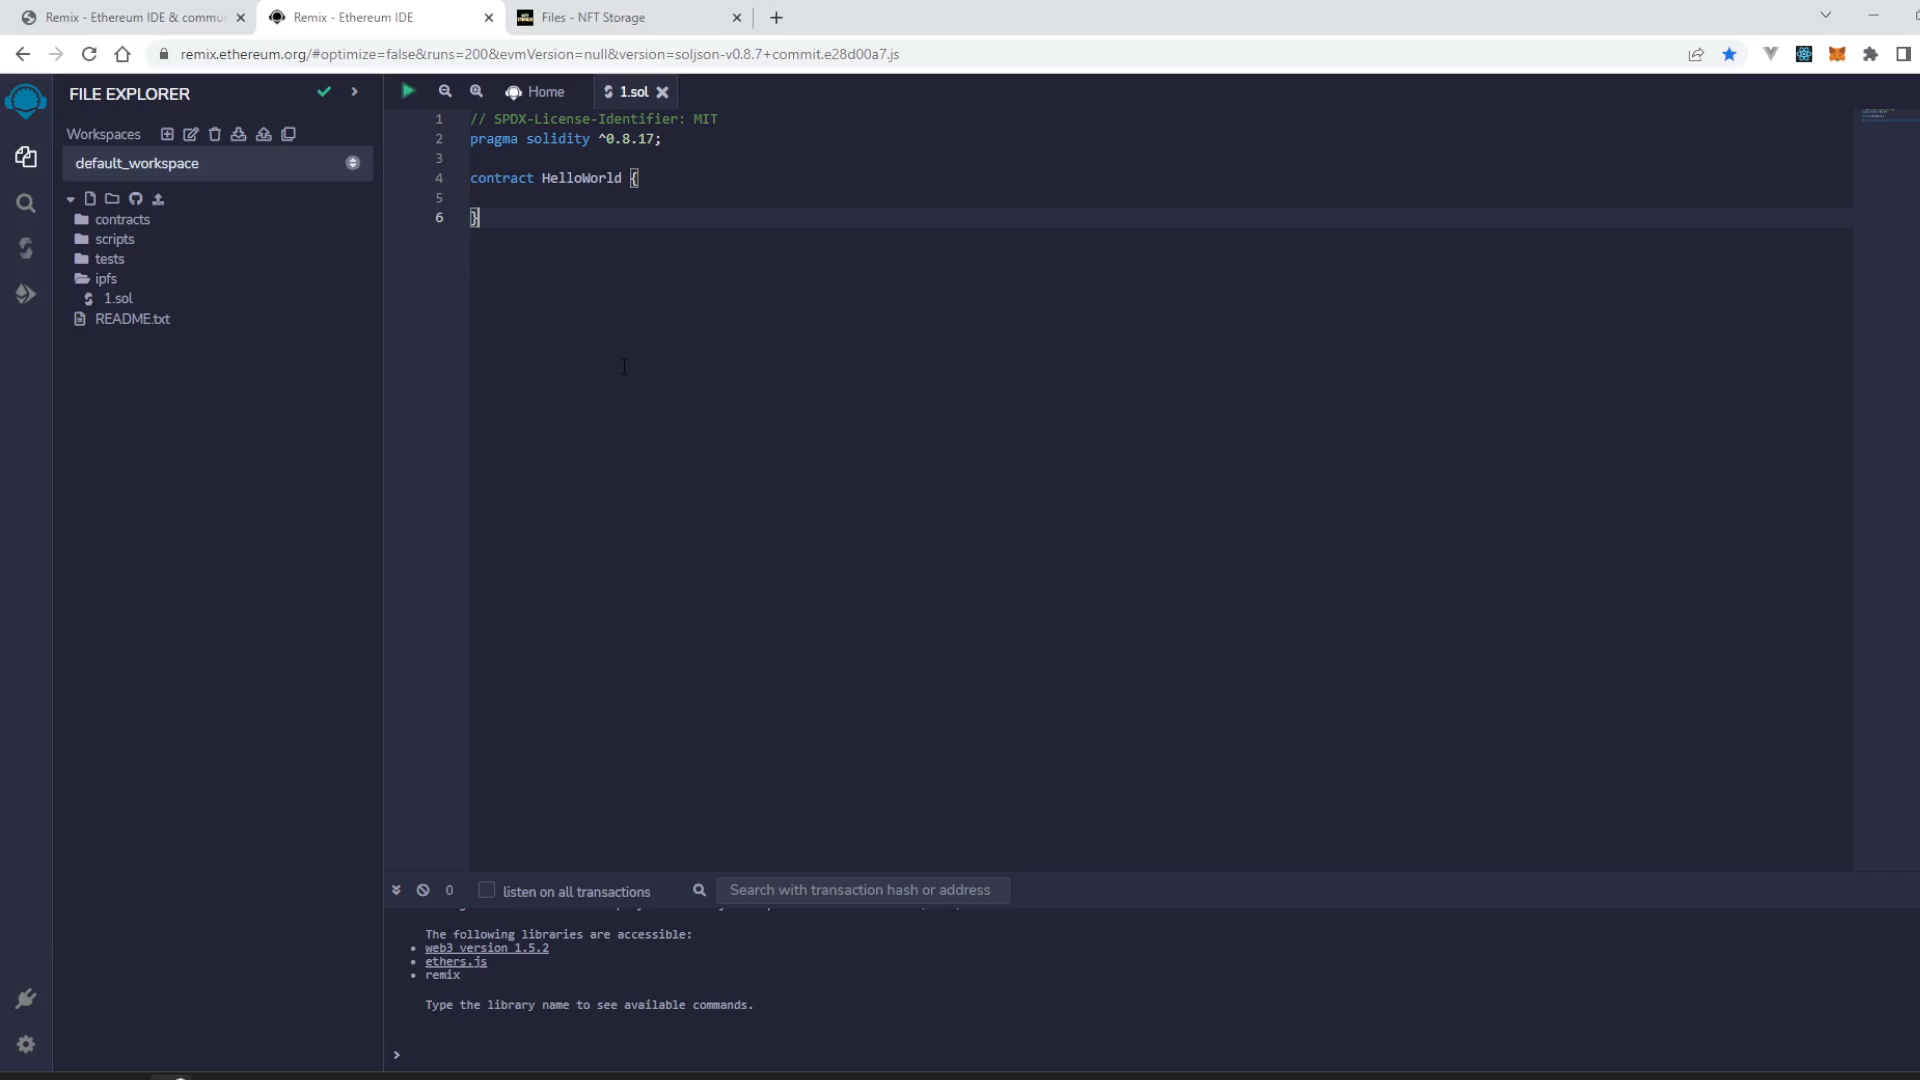 Remix - Ethereum IDE & commu
Remix - Ethereum IDE
Files - NFT Storage
remix.ethereum.org/#optimize=false&runs=200&evmVersion=null&version=soljson-v0.8.7+commit.e28d00a7.js
FILE EXPLORER
Workspaces
default_workspace
contracts
scripts
tests
ipfs
1.sol
README.txt
Home
1.sol
1 // SPDX-License-Identifier: MIT
2 pragma solidity ^0.8.17;
3
4 contract HelloWorld {
5
6 }
0 listen on all transactions
Search with transaction hash or address
The following libraries are accessible:
• web3 version 1.5.2
• ethers.js
• remix
Type the library name to see available commands.
>